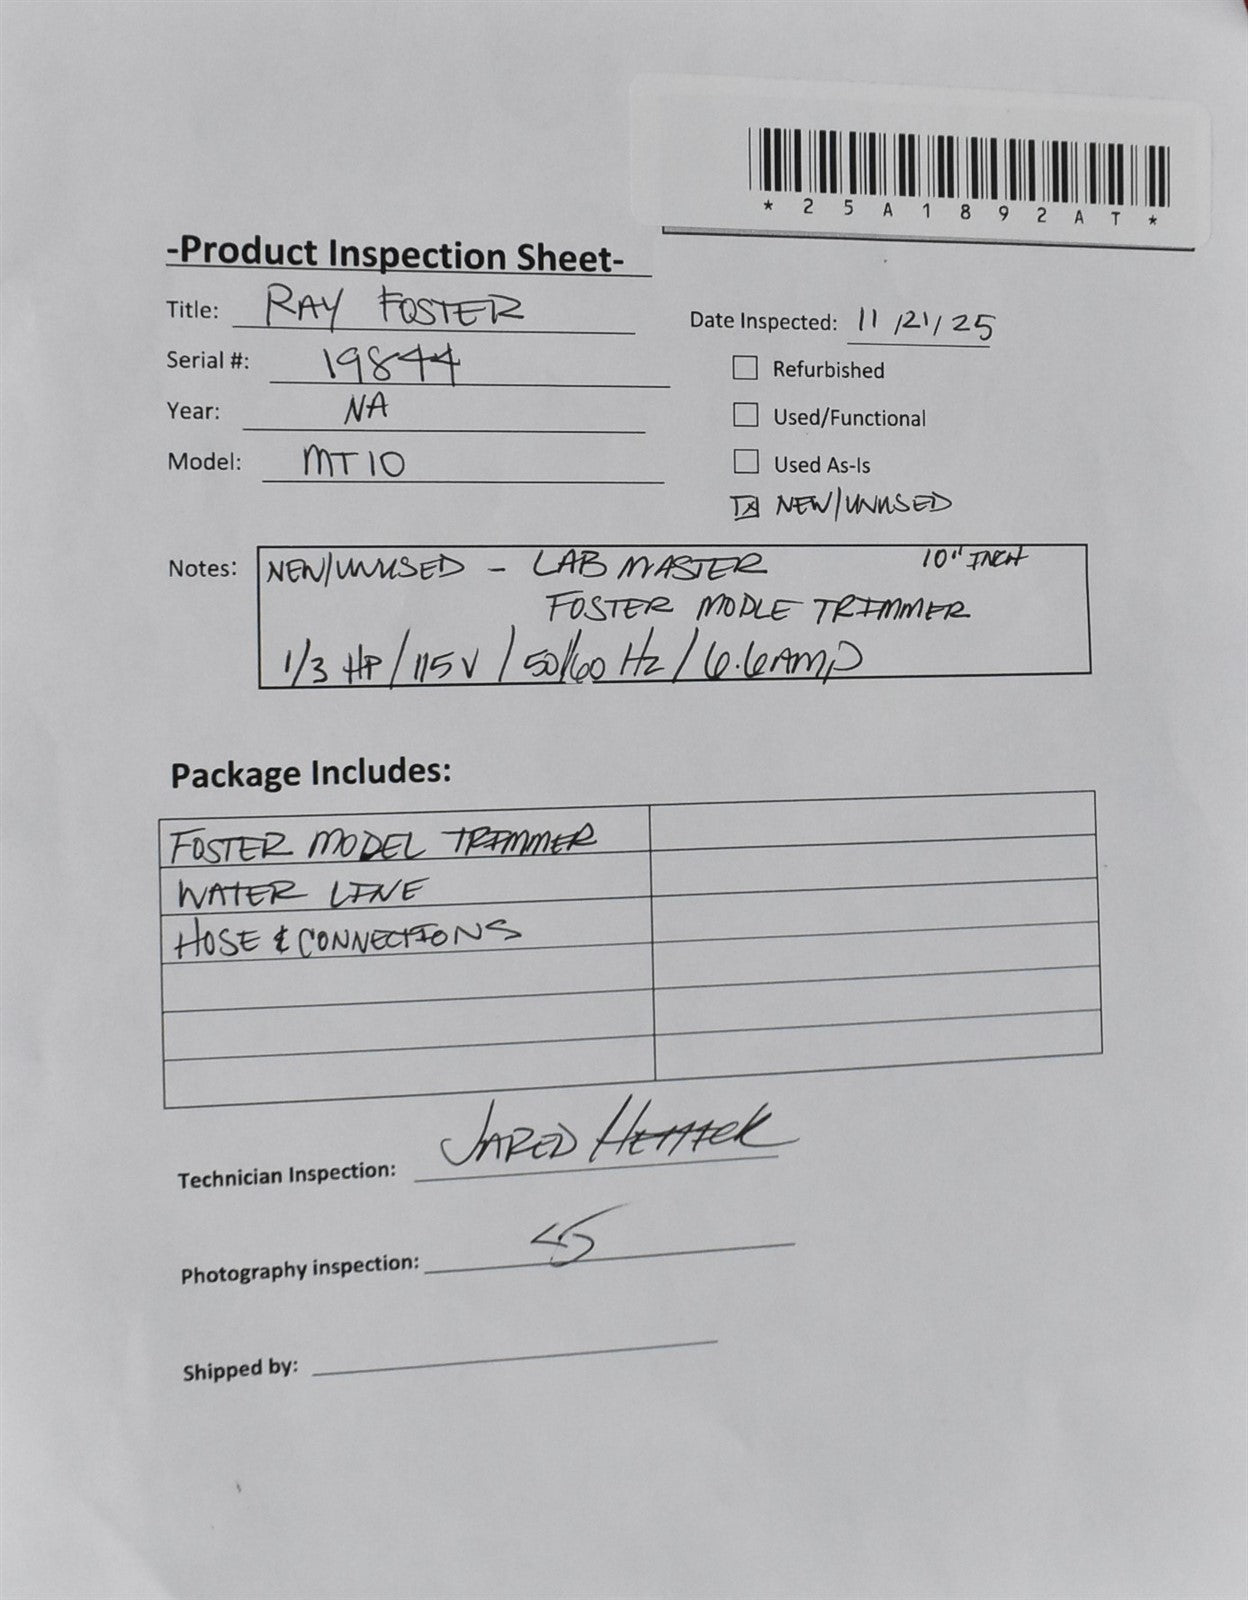 *25A1892AT*
-Product Inspection Sheet-
Title: RAY FOSTER
Date Inspected: 11/21/25
Serial #: 19844
Refurbished
Year: NA
Used/Functional
Model: MT10
Used As-Is
NEW/UNUSED
Notes: NEW/UNUSED - LAB MASTER 10" INCH
FOSTER MODLE TRIMMER
1/3 HP/115V/50/60 Hz/6.6AMP
Package Includes:
FOSTER MODEL TRIMMER
WATER LINE
HOSE & CONNECTIONS
Technician Inspection: JARED
Photography inspection:
Shipped by: